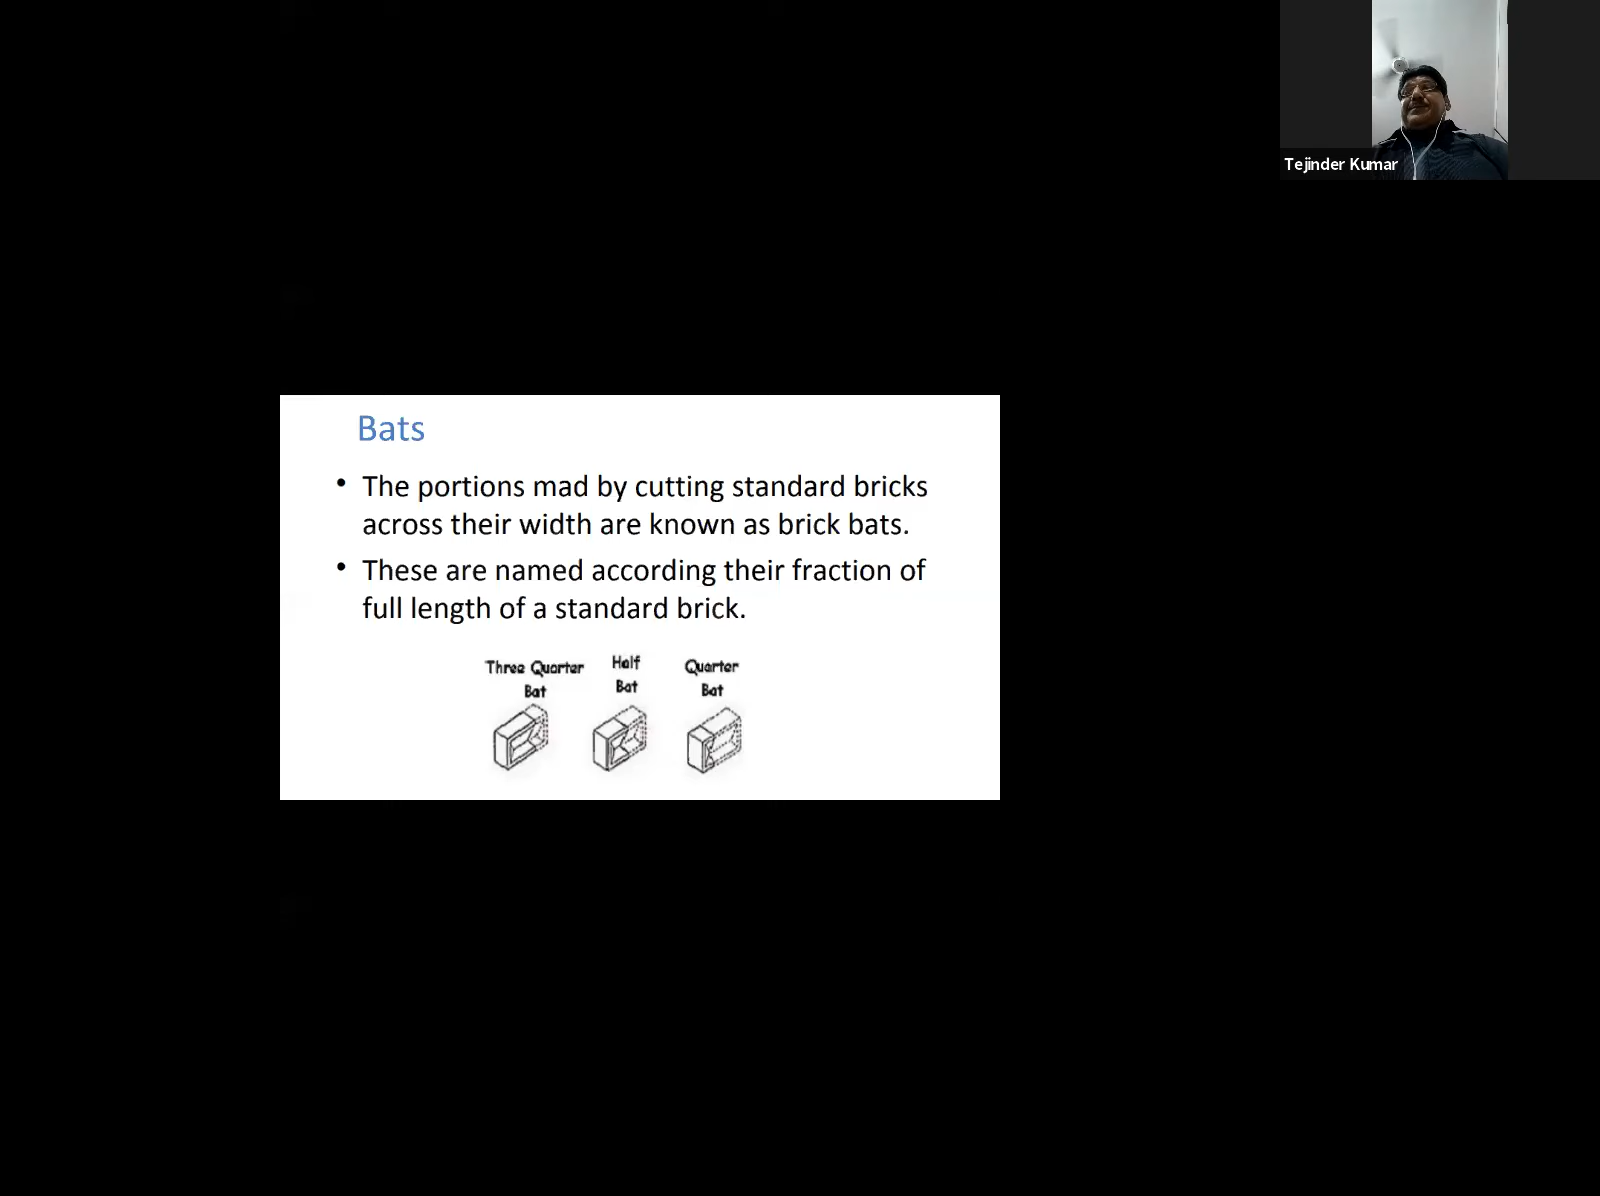 Tejinder Kumar
Bats
• The portions mad by cutting standard bricks
across their width are known as brick bats.
• These are named according their fraction of
full length of a standard brick.
Three Quarter
Bat
Half
Bat
Quarter
Bat